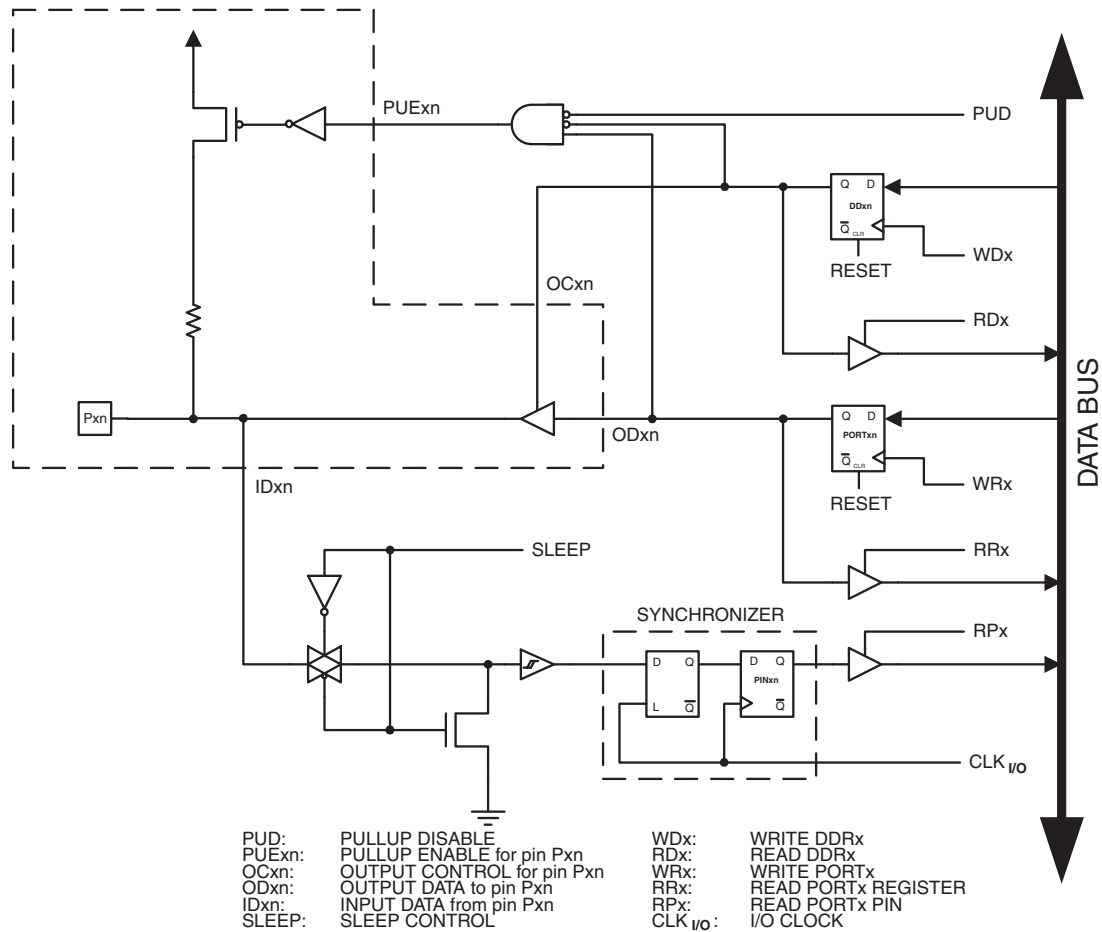 PUExn
PUD
Q D
DDxn
Q CLR
WDx
RESET
OCxn
RDx
Pxn
ODxn
Q D
PORTxn
Q CLR
WRx
RESET
IDxn
SLEEP
RRx
SYNCHRONIZER
RPx
D Q
L Q
D Q
PINxn
Q
CLK I/O
DATA BUS
PUD: PULLUP DISABLE
PUExn: PULLUP ENABLE for pin Pxn
OCxn: OUTPUT CONTROL for pin Pxn
ODxn: OUTPUT DATA to pin Pxn
IDxn: INPUT DATA from pin Pxn
SLEEP: SLEEP CONTROL
WDx: WRITE DDRx
RDx: READ DDRx
WRx: WRITE PORTx
RRx: READ PORTx REGISTER
RPx: READ PORTx PIN
CLK I/O: I/O CLOCK